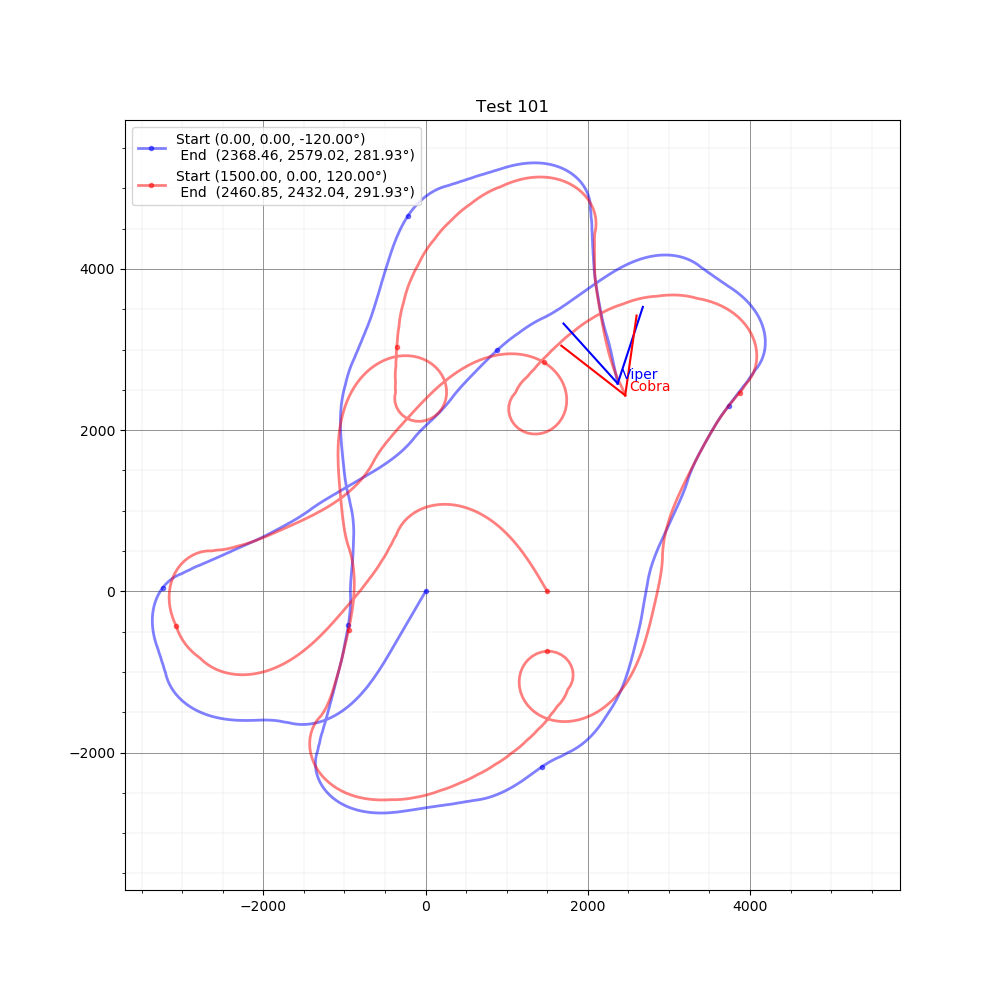 Test 101
Start (0.00, 0.00, -120.00°)
End  (2368.46, 2579.02, 281.93°)
Start (1500.00, 0.00, 120.00°)
End  (2460.85, 2432.04, 291.93°)
Viper
Cobra
4000
2000
0
−2000
−2000
0
2000
4000